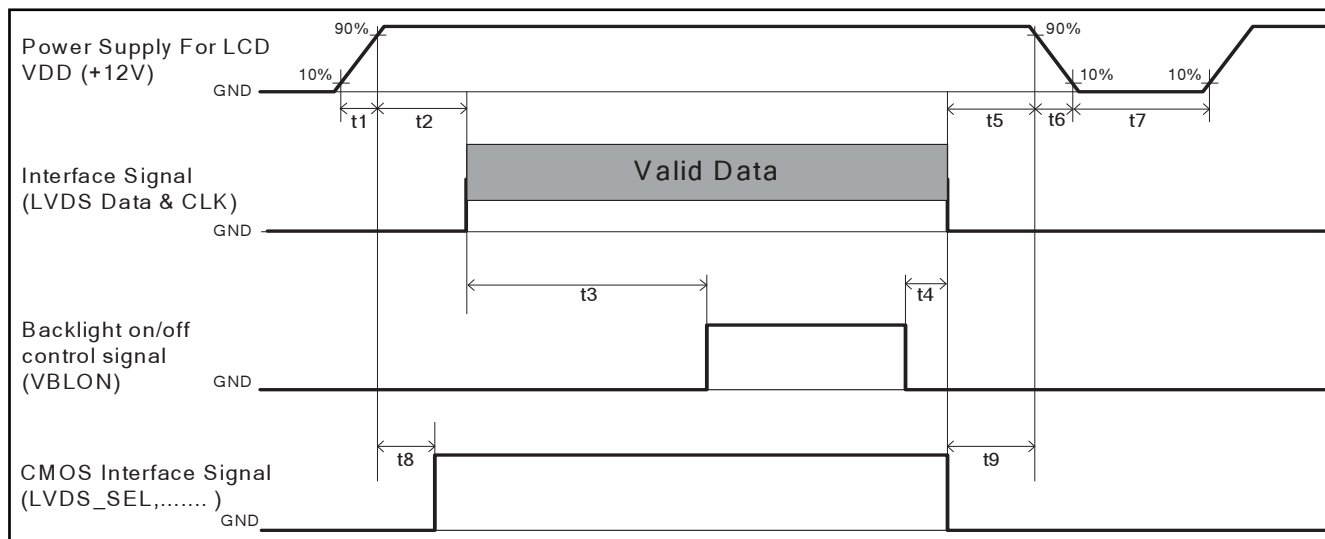 Power Supply For LCD
VDD (+12V)
GND
10%
90%
90%
10%
10%
t1
t2
t5
t6
t7
Interface Signal
(LVDS Data & CLK)
GND
Valid Data
t3
t4
Backlight on/off
control signal
(VBLON)
GND
t8
t9
CMOS Interface Signal
(LVDS_SEL,....... )
GND